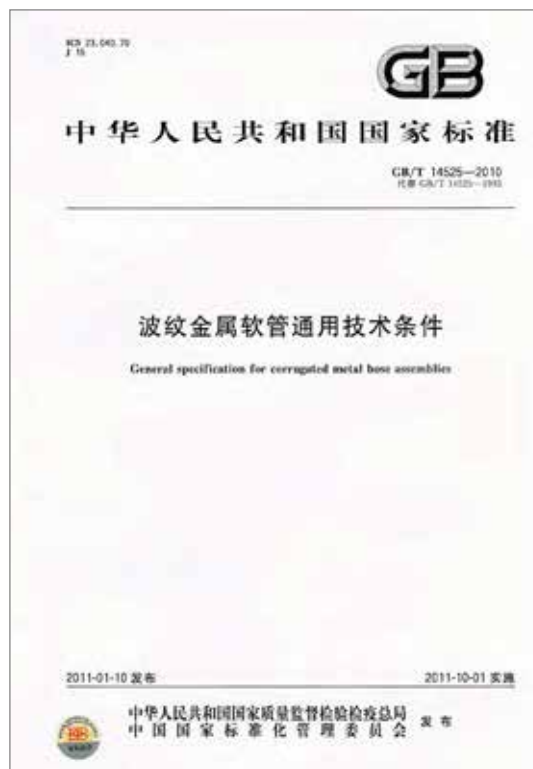 ICS 23.040.70
J 15
GB
中华人民共和国国家标准
GB/T 14525—2010
代替 GB/T 14525—1993
波纹金属软管通用技术条件
General specification for corrugated metal hose assemblies
2011-01-10 发布
2011-10-01 实施
中华人民共和国国家质量监督检验检疫总局
中国国家标准化管理委员会
发布